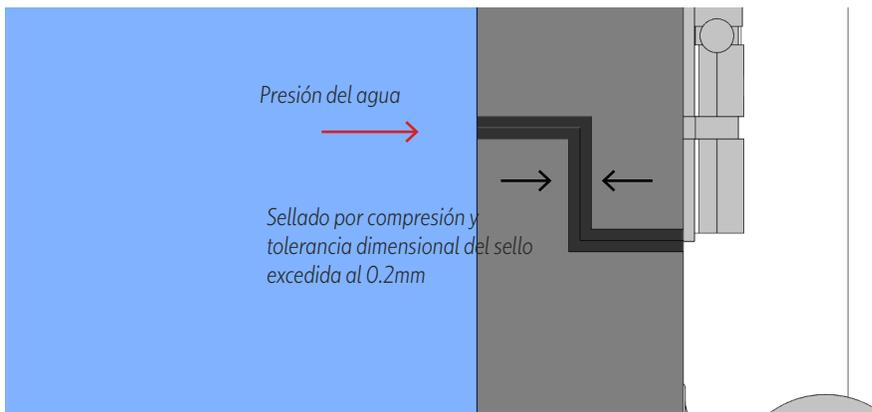 Presión del agua
Sellado por compresión y
tolerancia dimensional del sello
excedida al 0.2mm